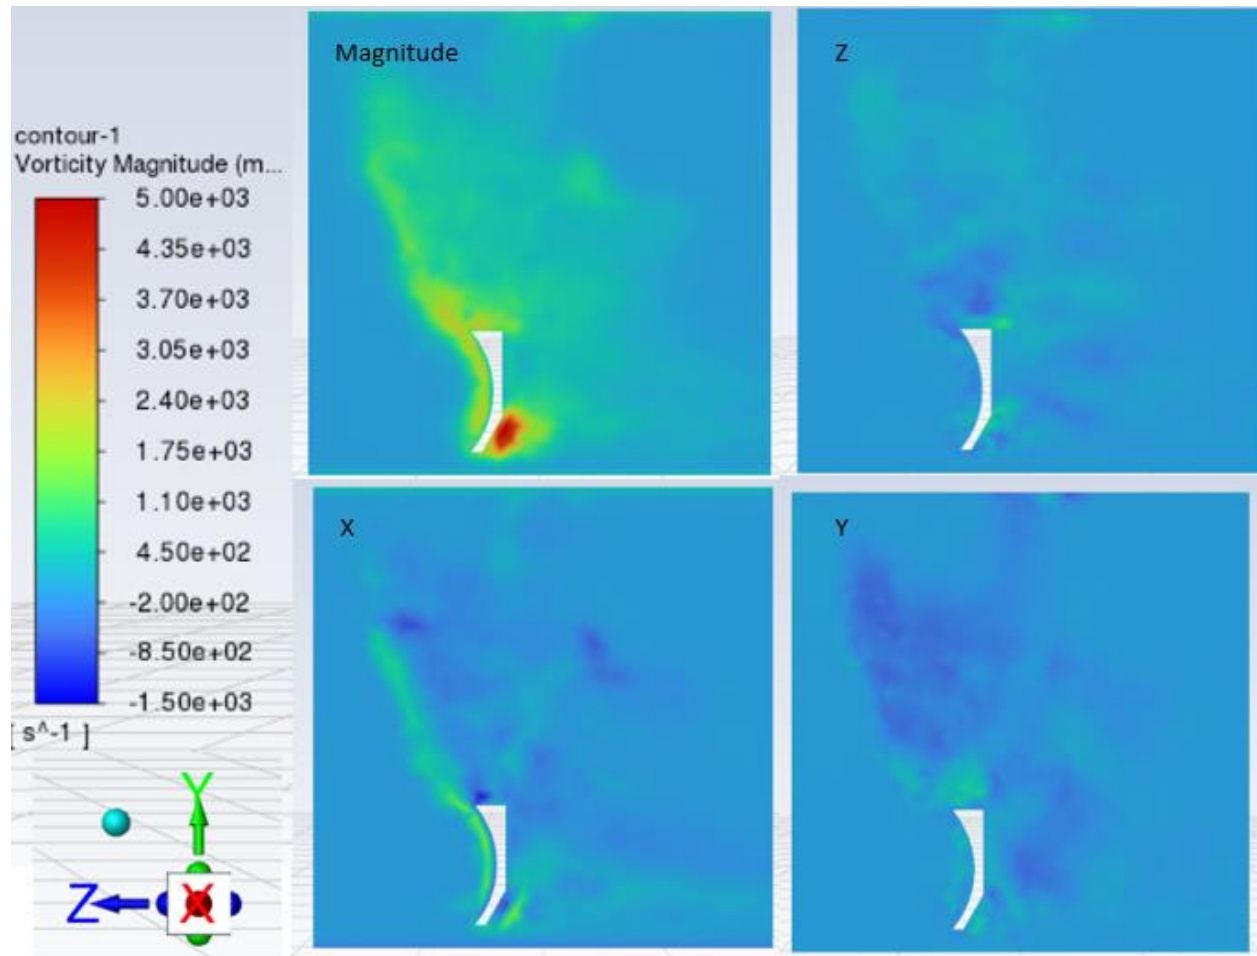 contour-1
Vorticity Magnitude (m...
5.00e+03
4.35e+03
3.70e+03
3.05e+03
2.40e+03
1.75e+03
1.10e+03
4.50e+02
-2.00e+02
-8.50e+02
-1.50e+03
[ s^-1 ]
Y
Z
X
Magnitude
Z
X
Y